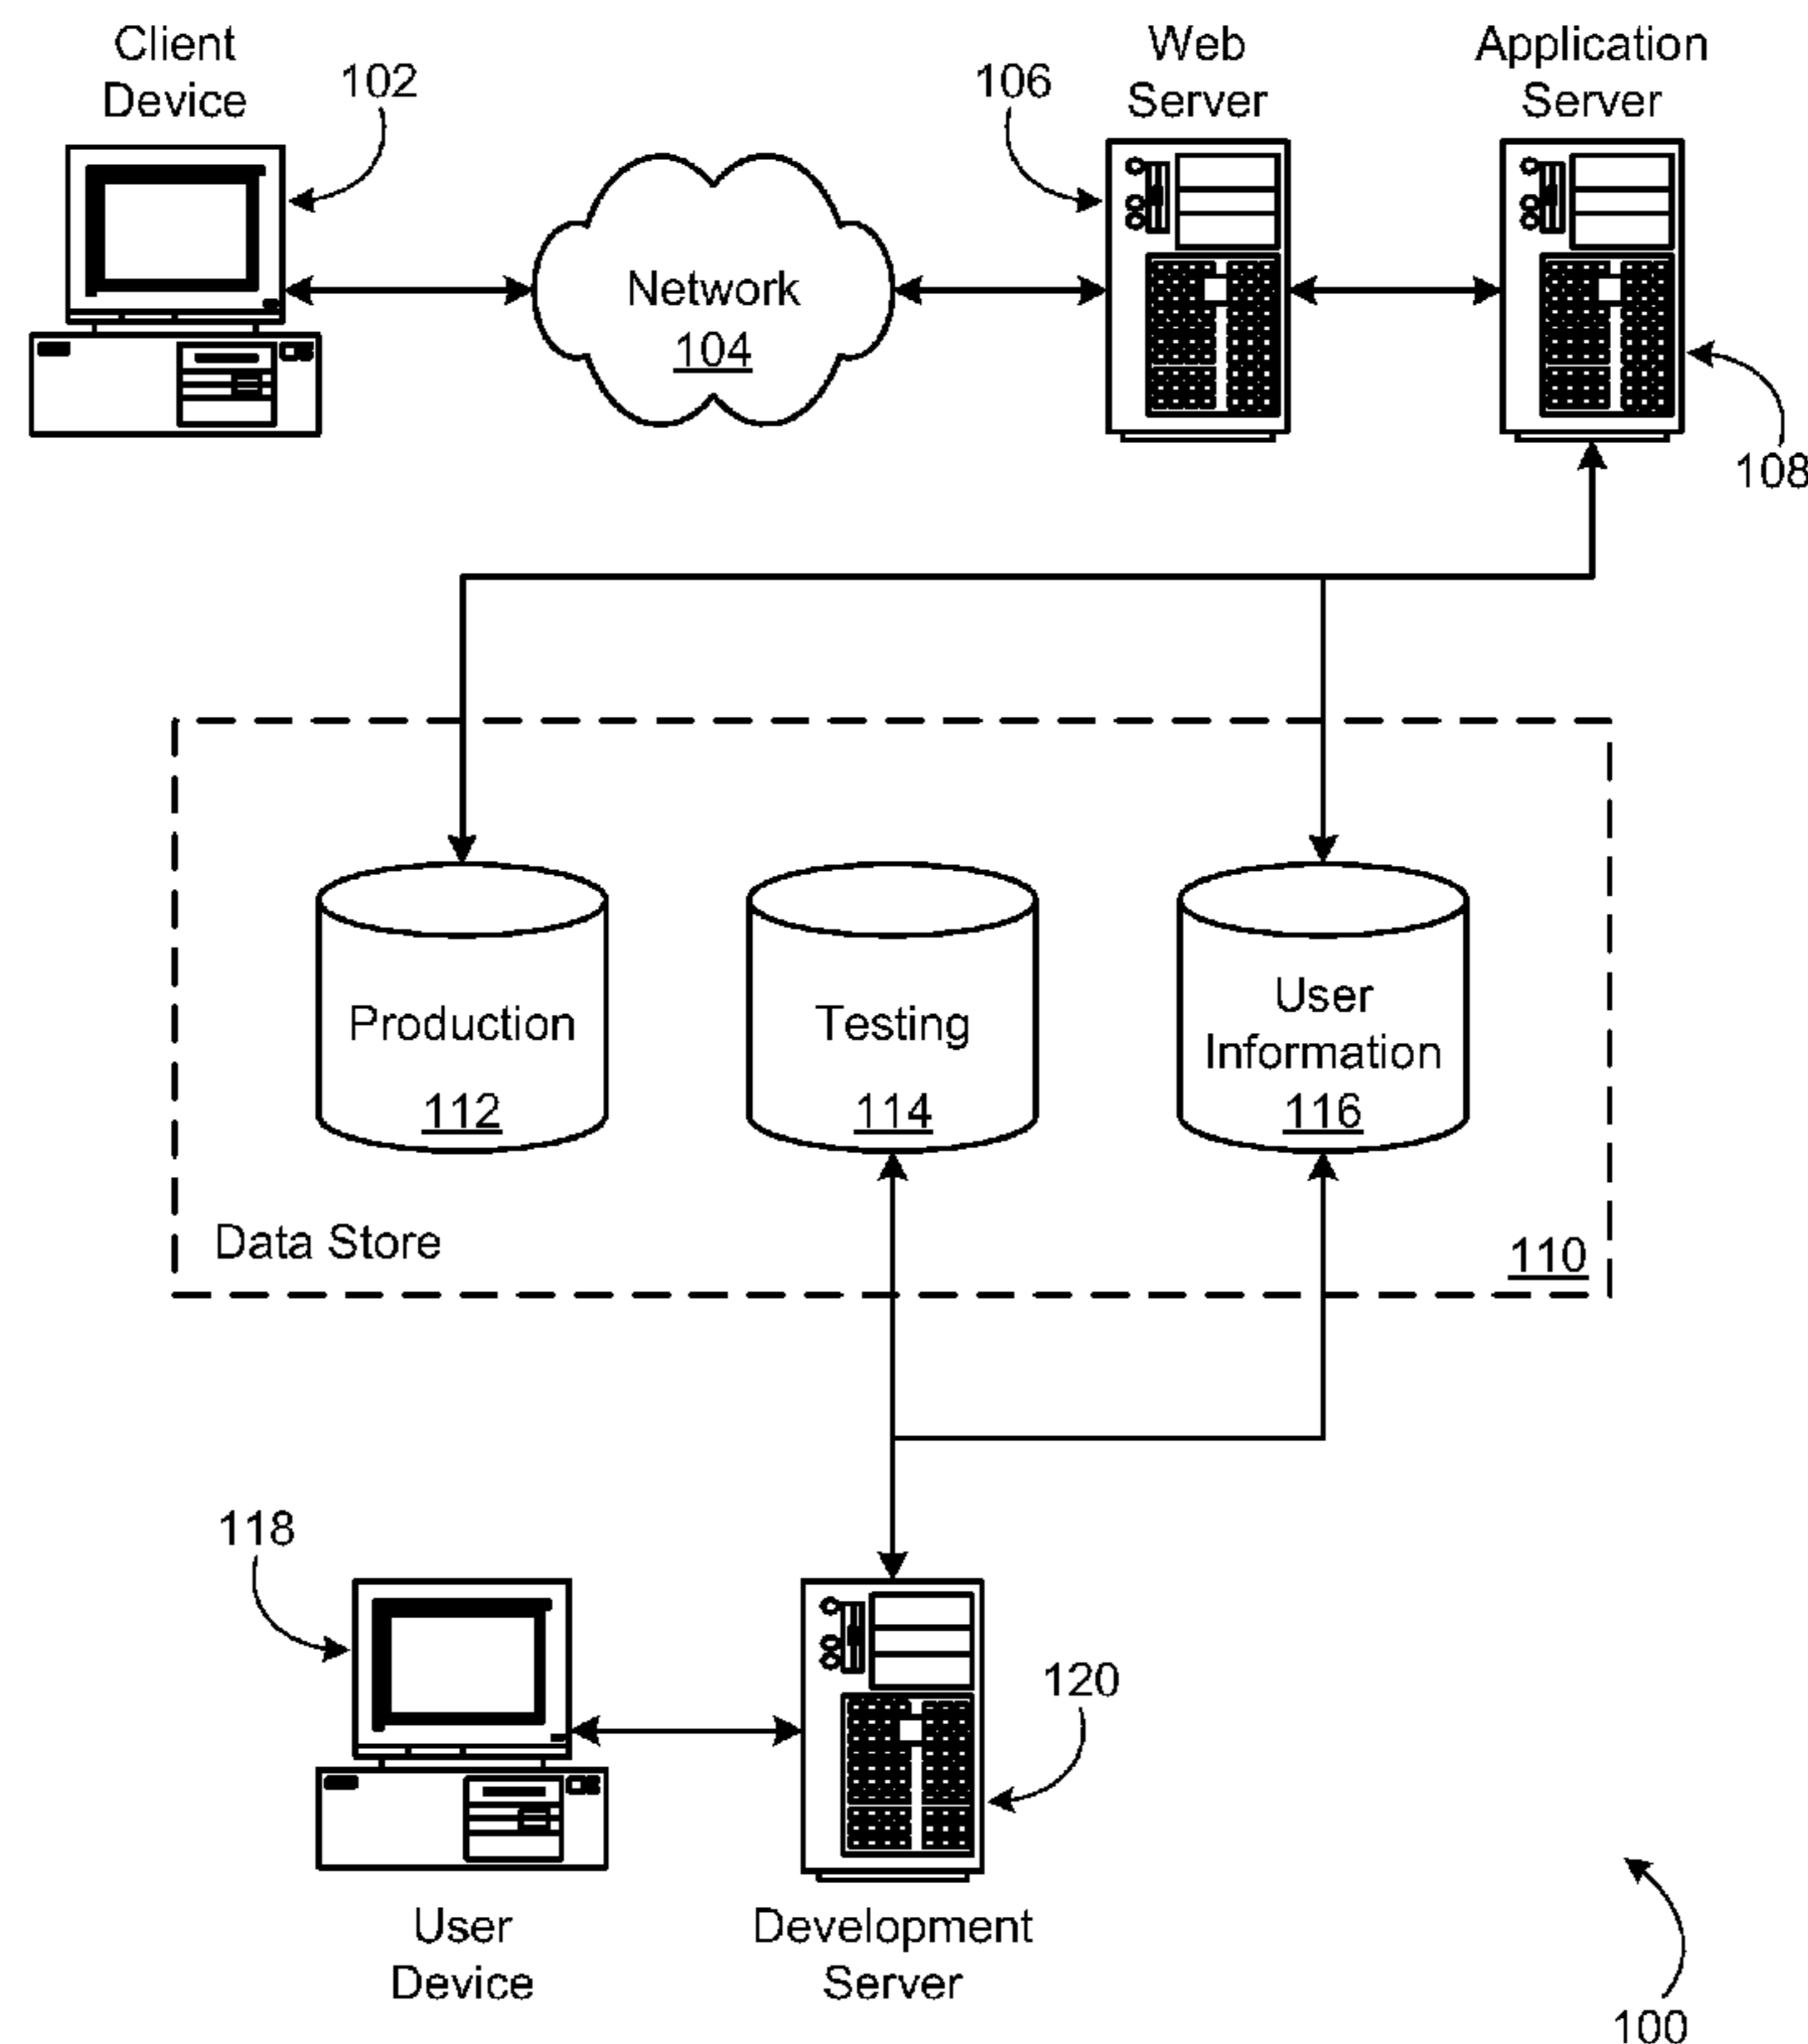 Client
Device
102
106
Web
Server
Application
Server
Network
104
108
Production
112
Testing
114
User
Information
116
Data Store
110
118
120
User
Device
Development
Server
100